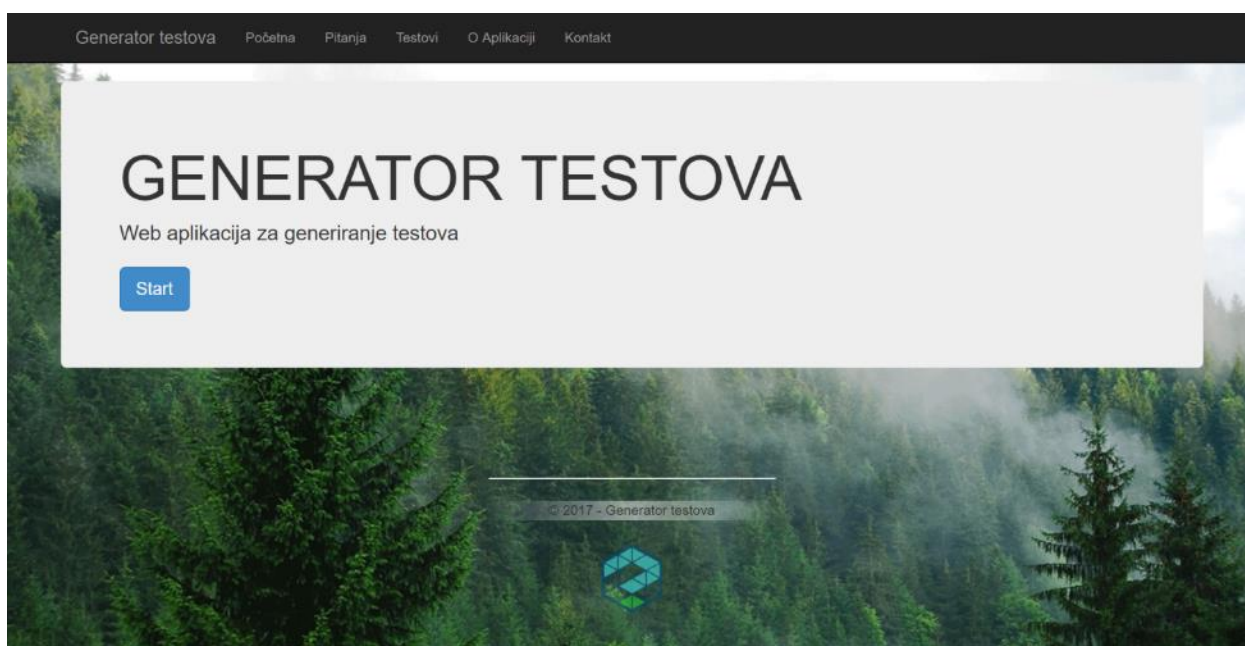 Generator testova Početna Pitanja Testovi O Aplikaciji Kontakt
GENERATOR TESTOVA
Web aplikacija za generiranje testova
Start
© 2017 - Generator testova